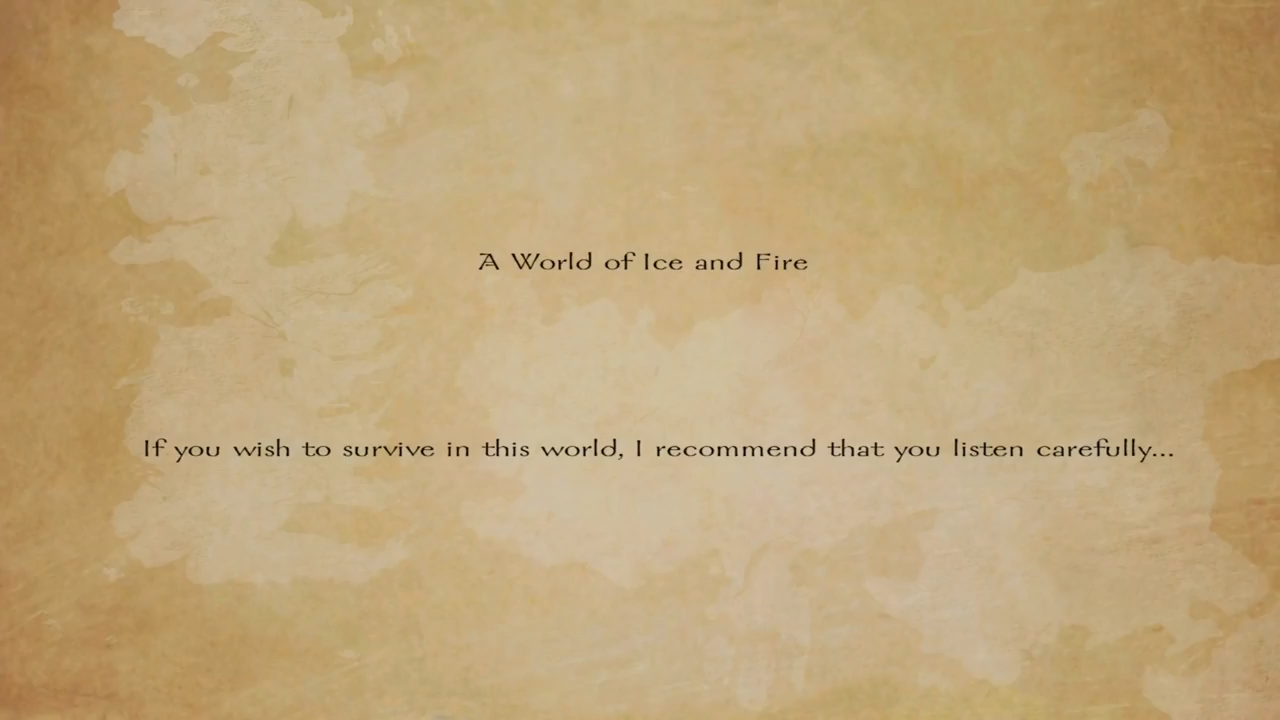 A World of Ice and Fire
If you wish to survive in this world, I recommend that you listen carefully...